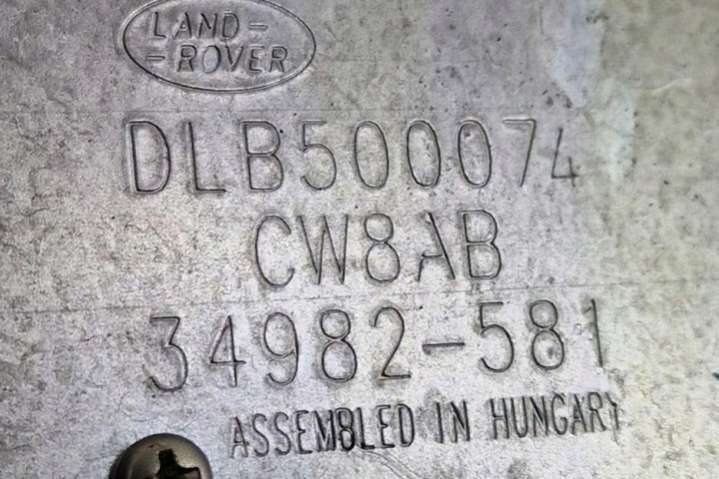 LAND-
-ROVER
DLB500074
CW8AB
34982-581
ASSEMBLED IN HUNGARY